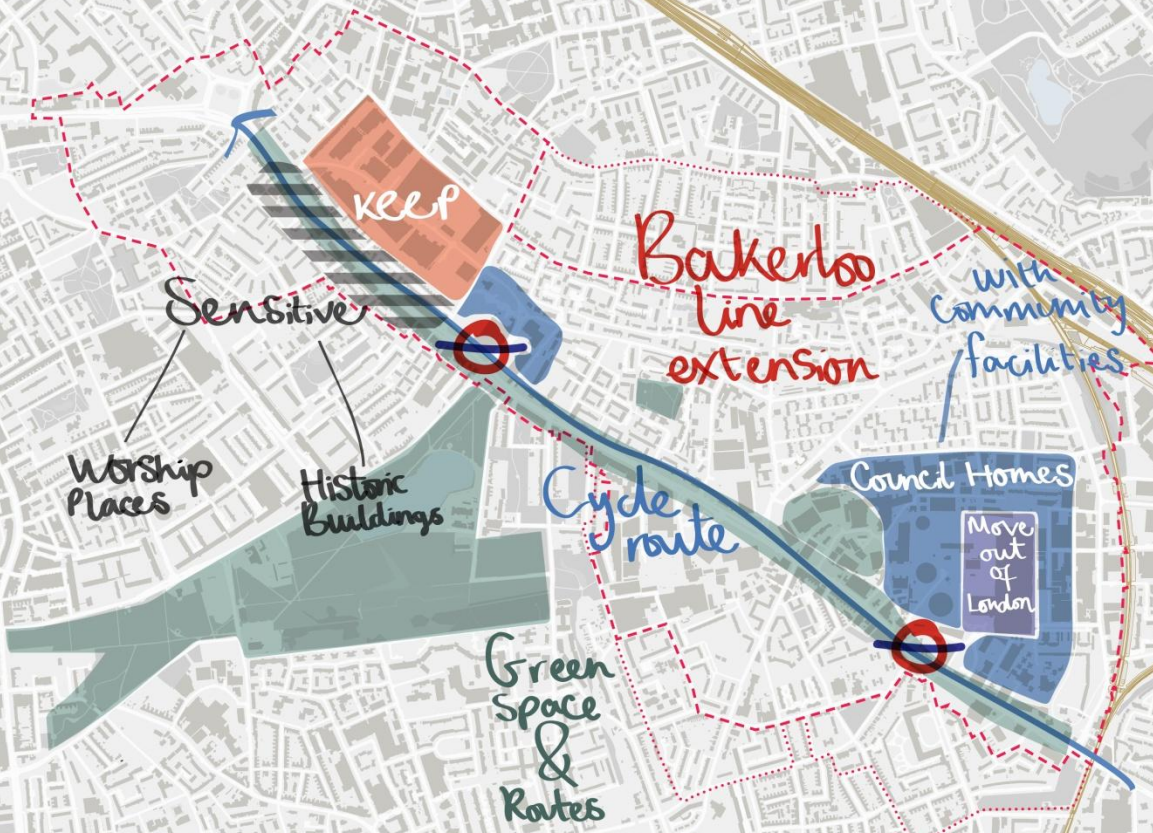 keep
Sensitive
Bakerloo
line
extension
with
community
facilities
Worship
Places
Historic
Buildings
Council Homes
Cycle
route
Move
out
of
London
Green
space
&
Routes